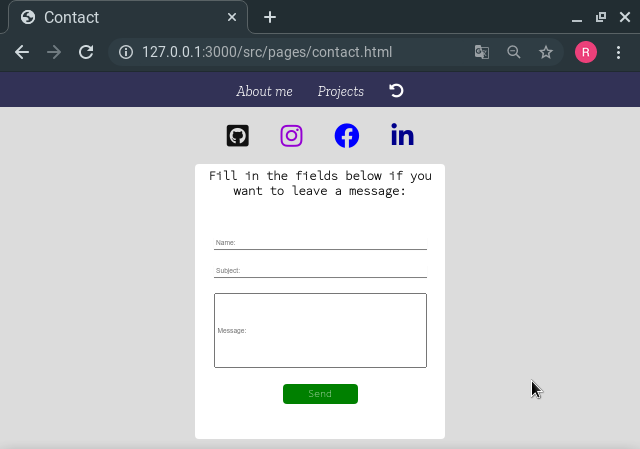 Contact
127.0.0.1:3000/src/pages/contact.html
R
About me Projects
in
Fill in the fields below if you
want to leave a message:
Name:
Subject:
Message:
Send